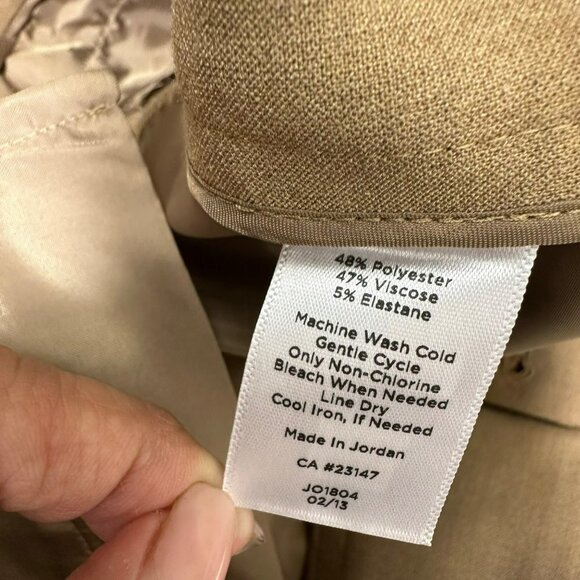 48% Polyester
47% Viscose
5% Elastane
Machine Wash Cold
Gentle Cycle
Only Non-Chlorine
Bleach When Needed
Line Dry
Cool Iron, If Needed
Made In Jordan
CA #23147
JO1804
02/13